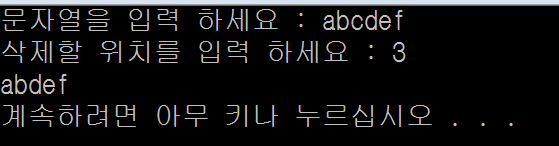 문자열을 입력 하세요 : abcdef
삭제할 위치를 입력 하세요 : 3
abdef
계속하려면 아무 키나 누르십시오 . . .